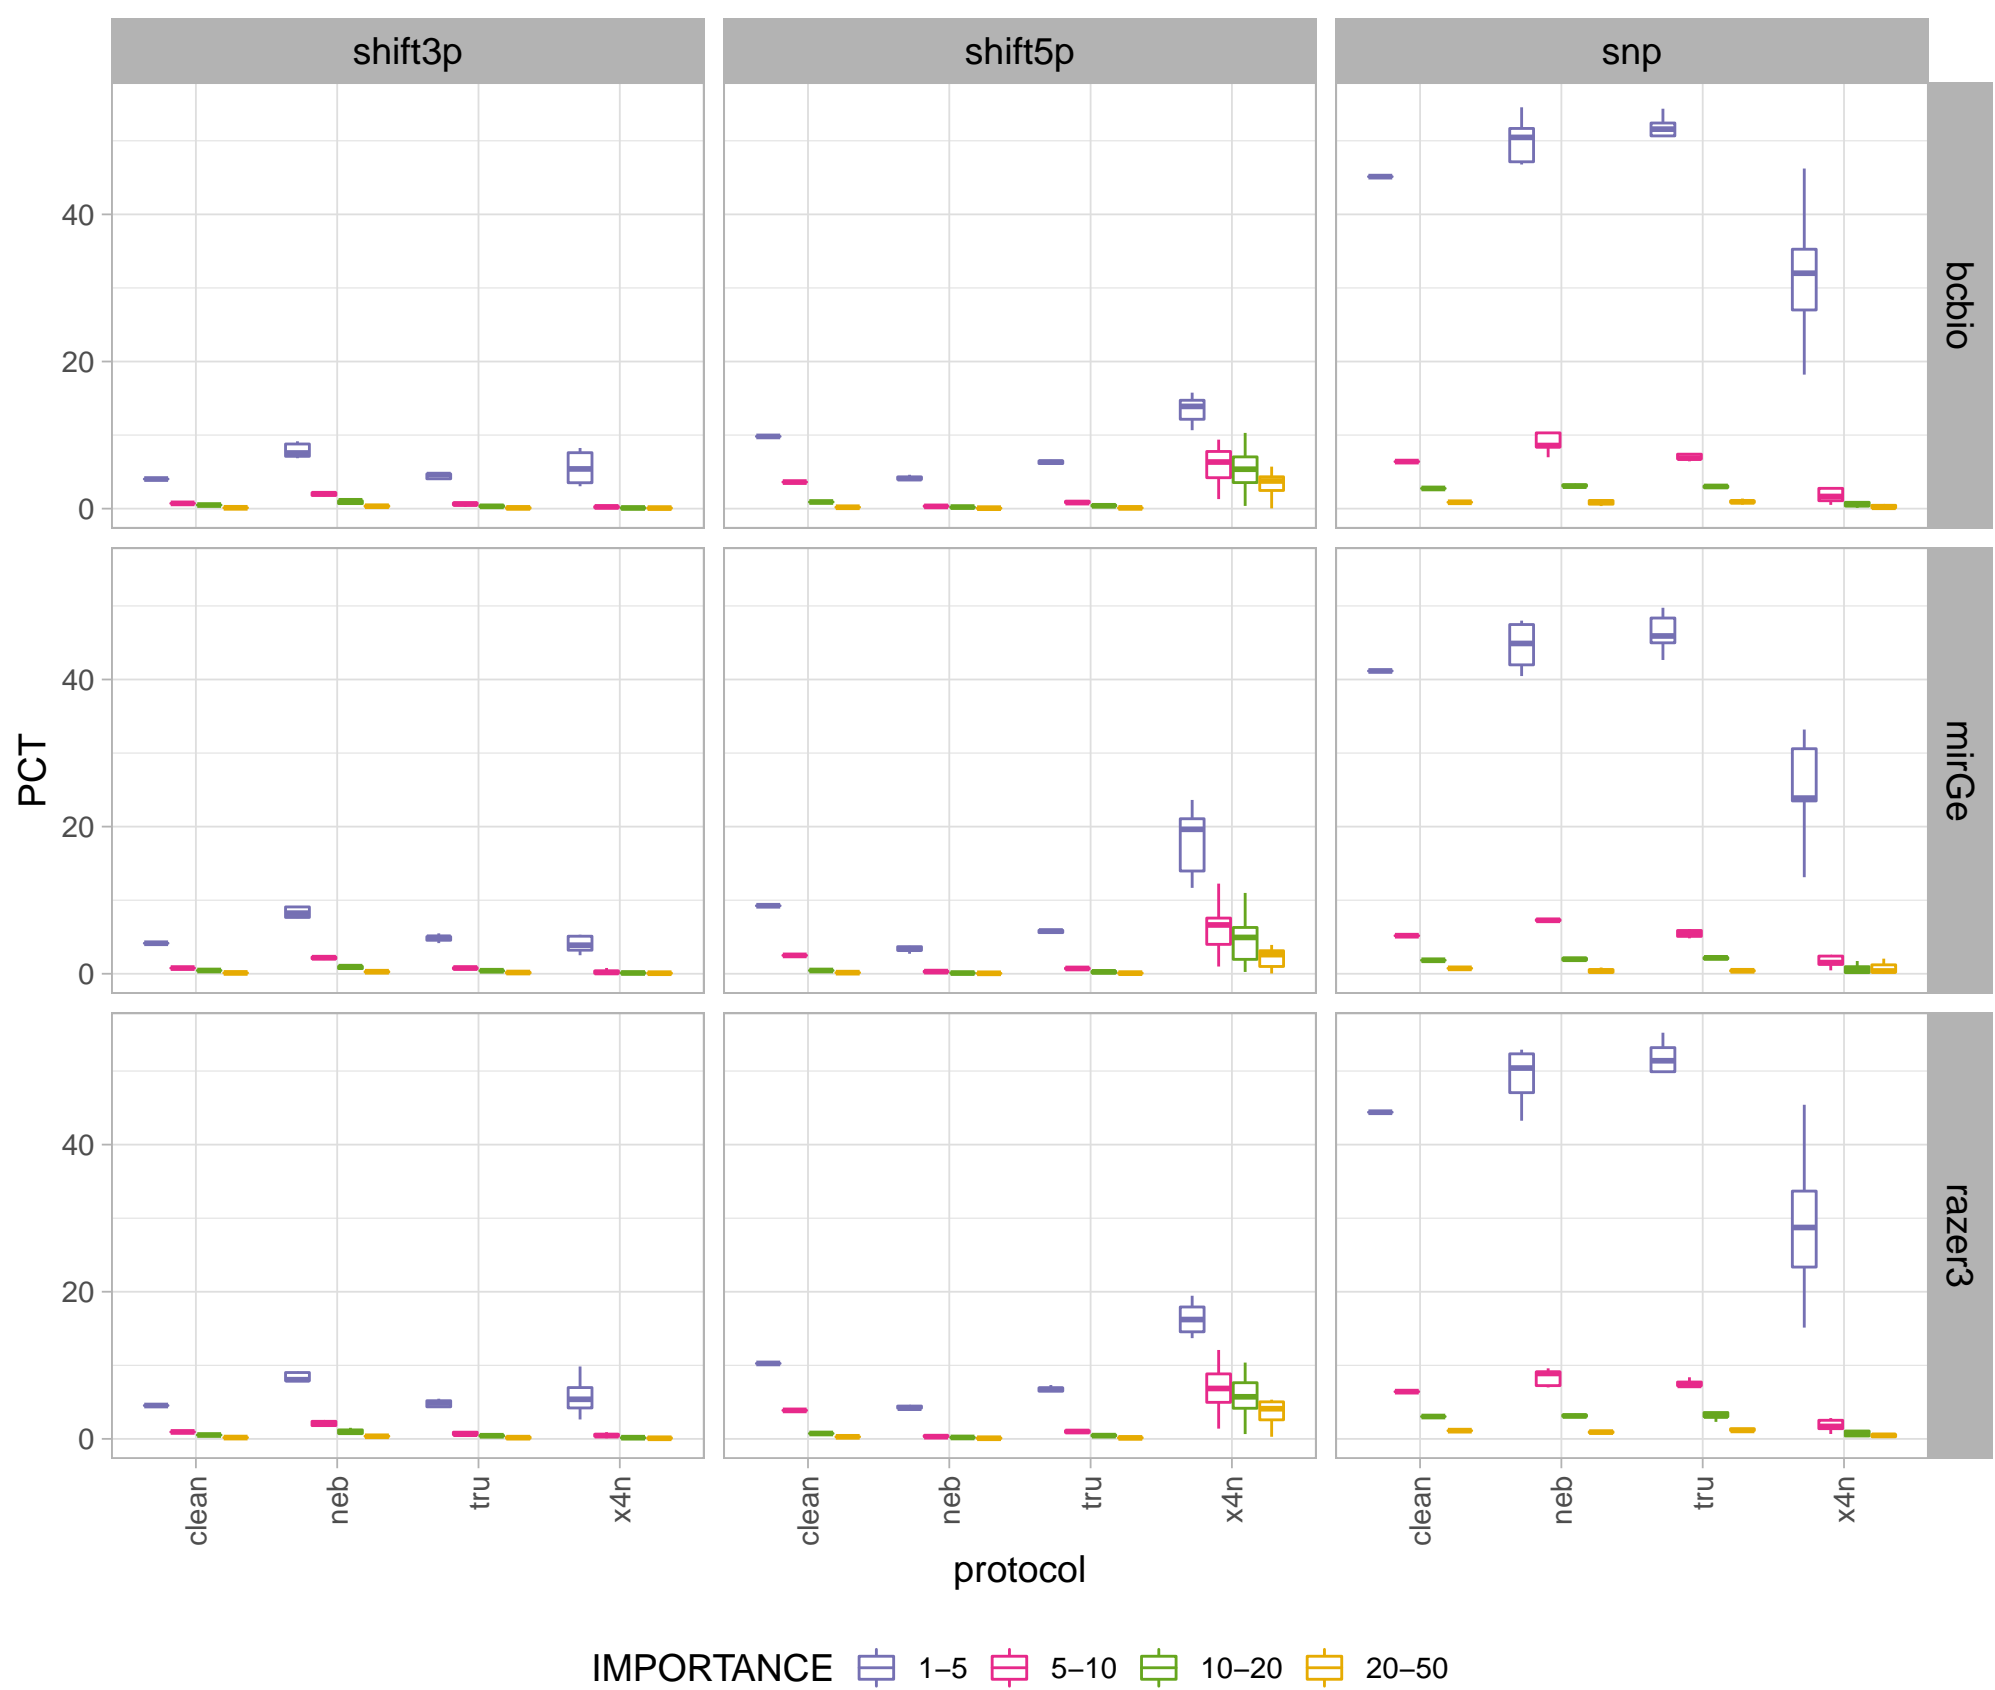 shift3p shift5p snp
40
20
0
bcbio
40
20
0
mirGe
PCT
40
20
0
razer3
clean neb tru x4n clean neb tru x4n clean neb tru x4n
protocol
IMPORTANCE 1–5 5–10 10–20 20–50